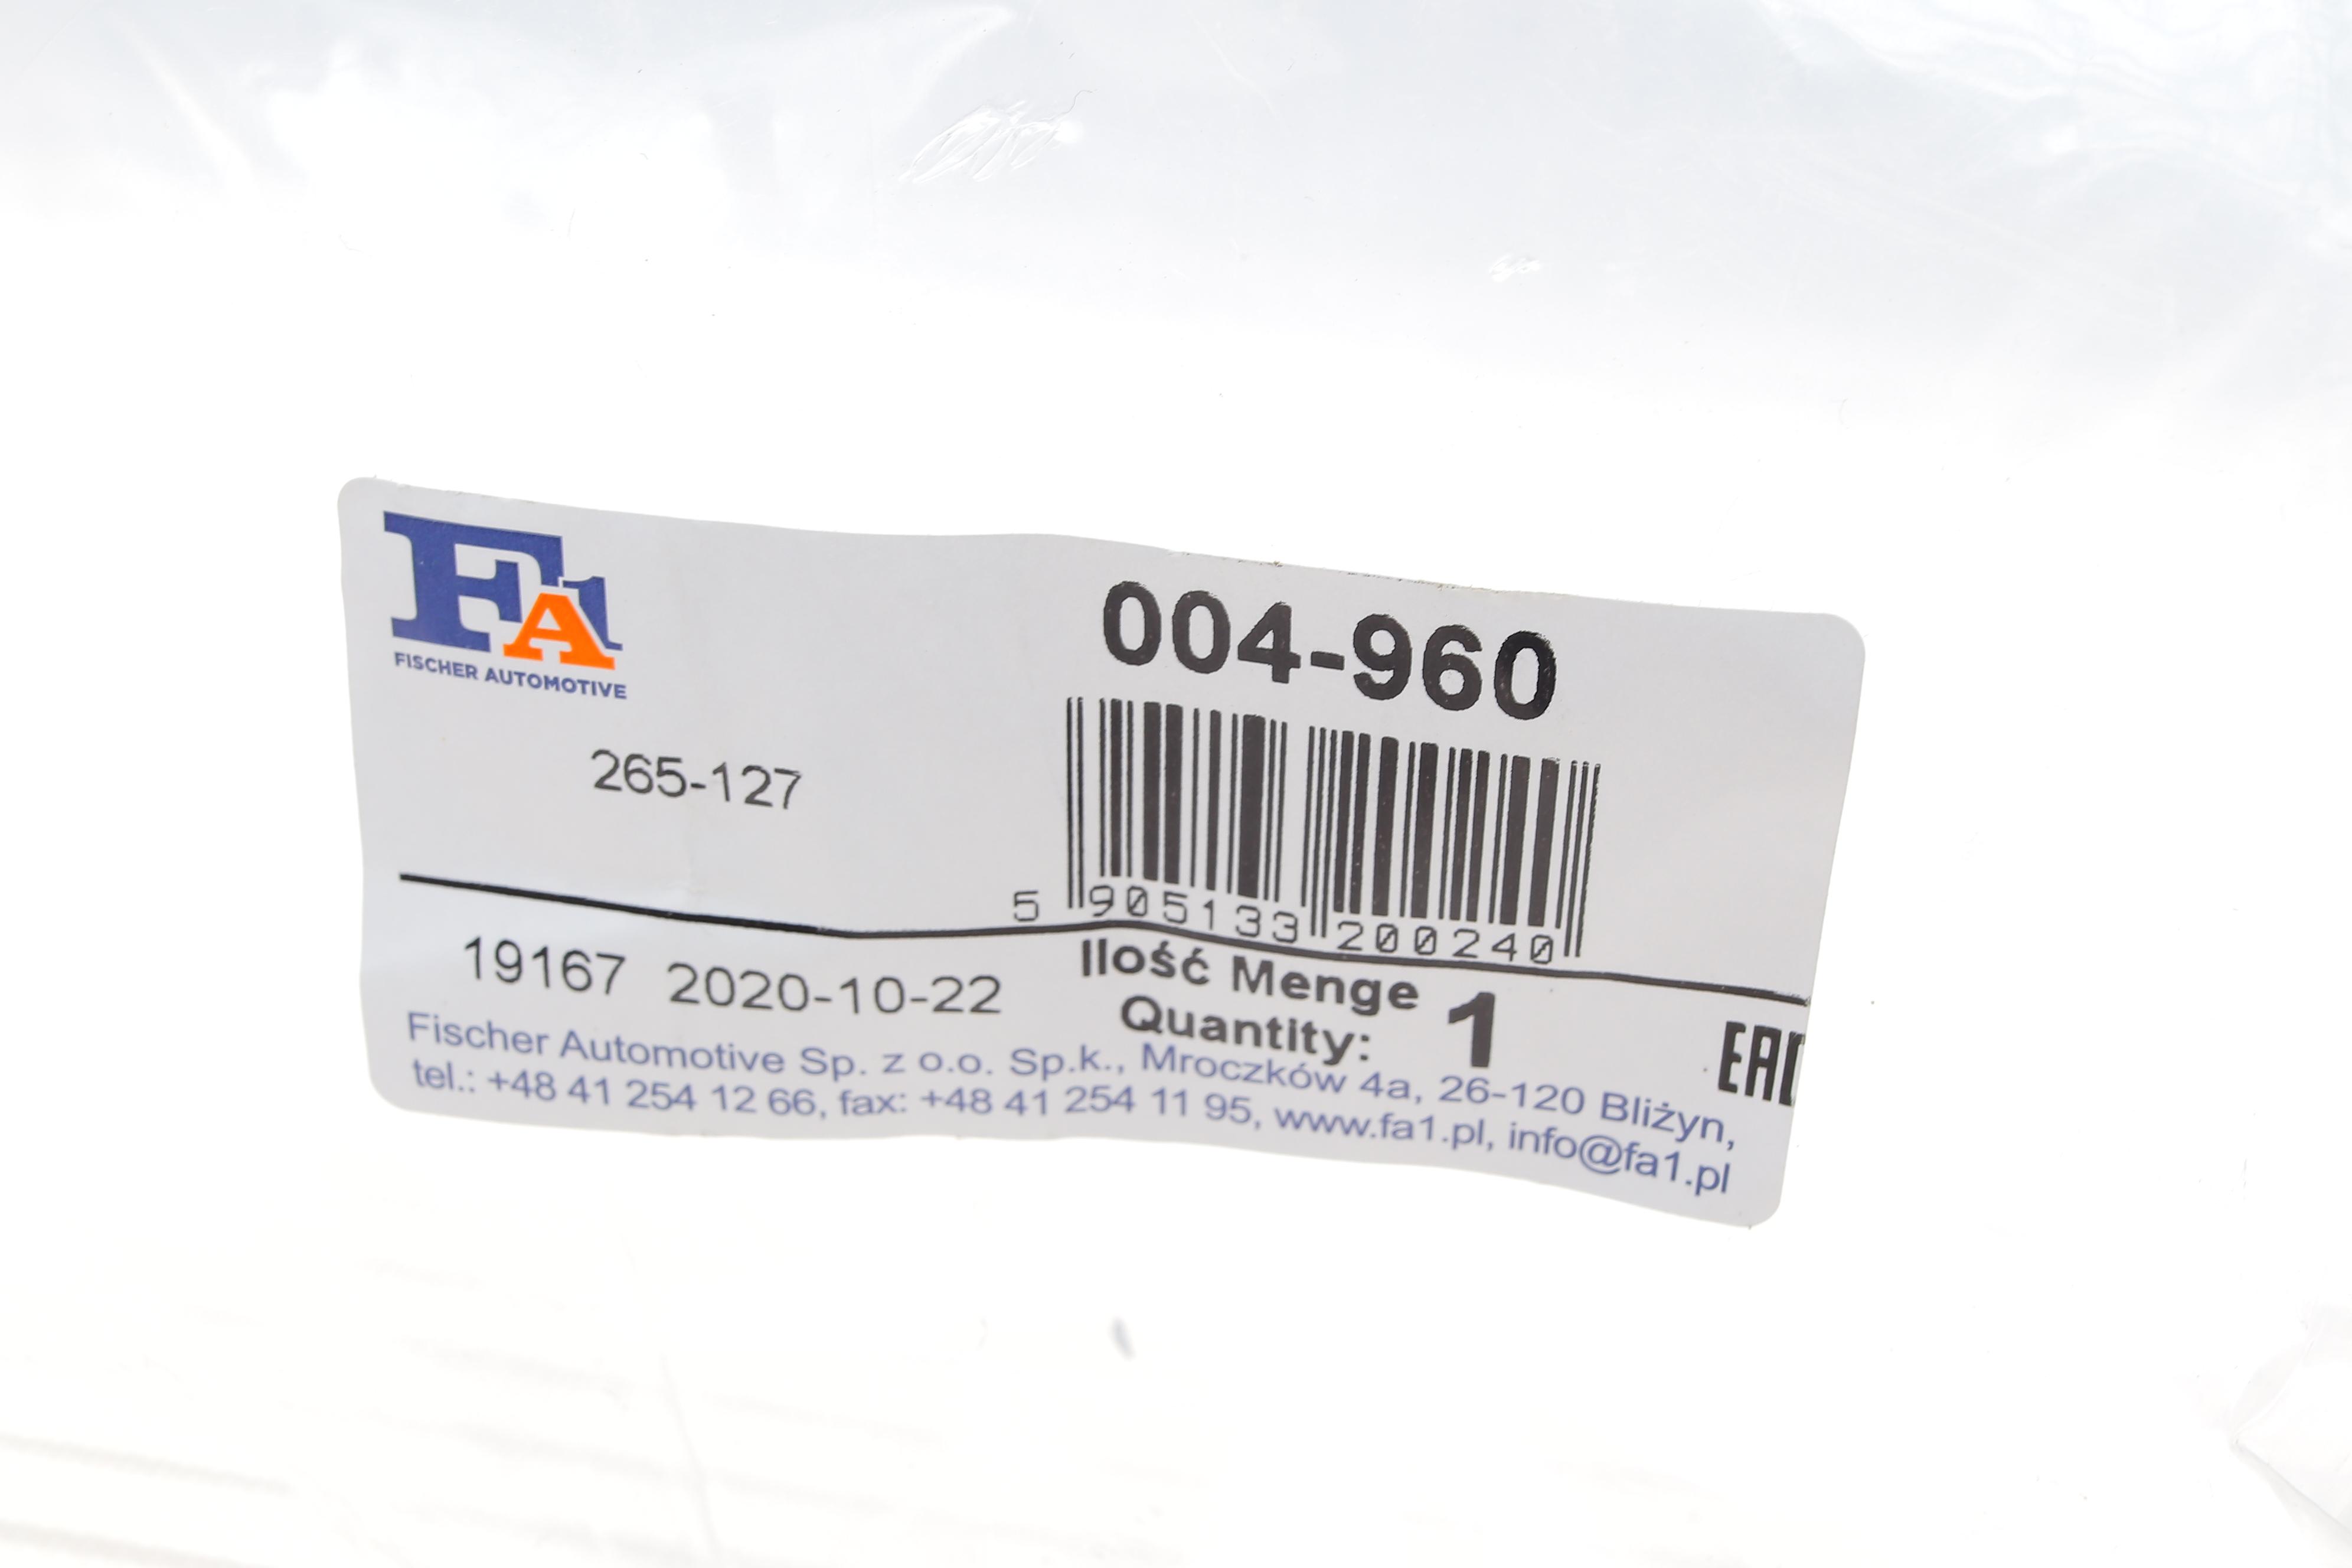 FA1
FISCHER AUTOMOTIVE
004-960
265-127
5 905133 200240
19167 2020-10-22
Ilość Menge
Quantity: 1
EAC
Fischer Automotive Sp. z o.o. Sp.k., Mroczków 4a, 26-120 Bliżyn,
tel.: +48 41 254 12 66, fax: +48 41 254 11 95, www.fa1.pl, info@fa1.pl